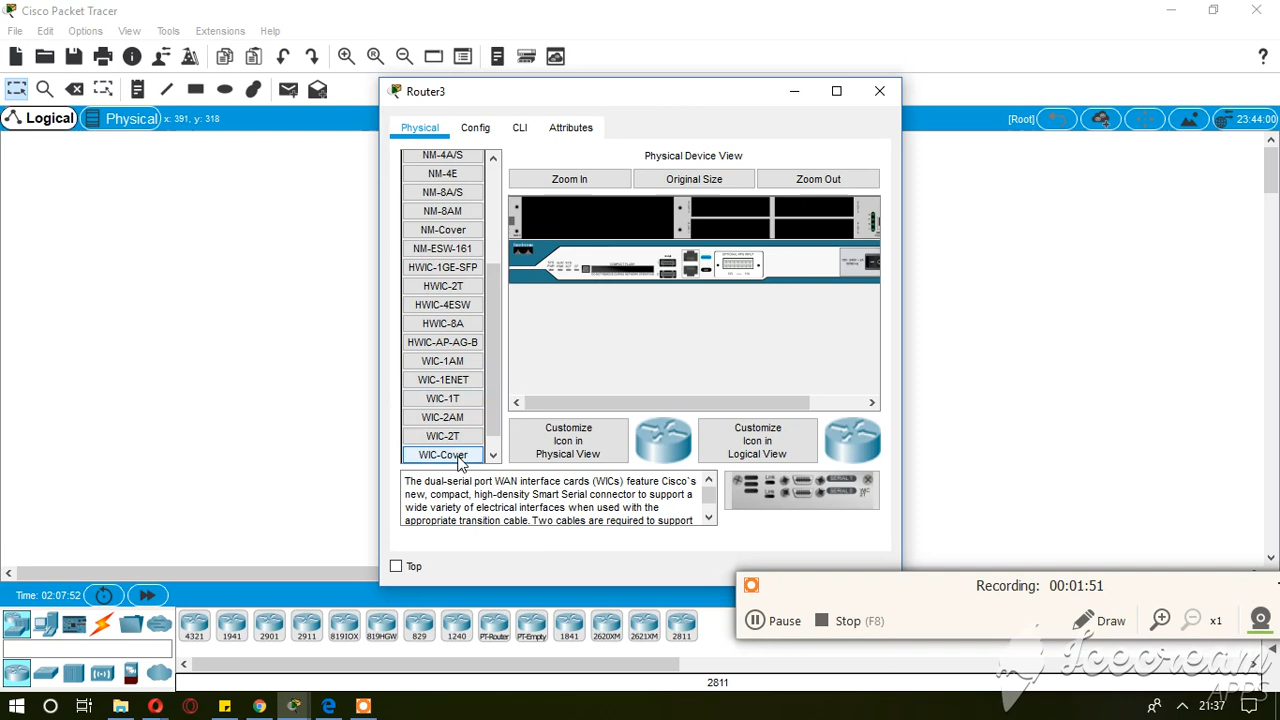 Cisco Packet Tracer
File Edit Options View Tools Extensions Help
?
Logical Physical x: 391, y: 318 [Root] 23:44:00
Router3
Physical Config CLI Attributes
NM-4A/S
NM-4E
NM-8A/S
NM-8AM
NM-Cover
NM-ESW-161
HWIC-1GE-SFP
HWIC-2T
HWIC-4ESW
HWIC-8A
HWIC-AP-AG-B
WIC-1AM
WIC-1ENET
WIC-1T
WIC-2AM
WIC-2T
WIC-Cover
Physical Device View
Zoom In Original Size Zoom Out
Customize
Icon in
Physical View
Customize
Icon in
Logical View
The dual-serial port WAN interface cards (WICs) feature Cisco's
new, compact, high-density Smart Serial connector to support a
wide variety of electrical interfaces when used with the
appropriate transition cable. Two cables are required to support
SERIAL 1
SERIAL 0
Top
Time: 02:07:52
4321 1941 2901 2911 819IOX 819HGW 829 1240 PT-Router PT-Empty 1841 2620XM 2621XM 2811
2811
Recording: 00:01:51
Pause Stop (F8) Draw x1
Icecream
APPS
21:37